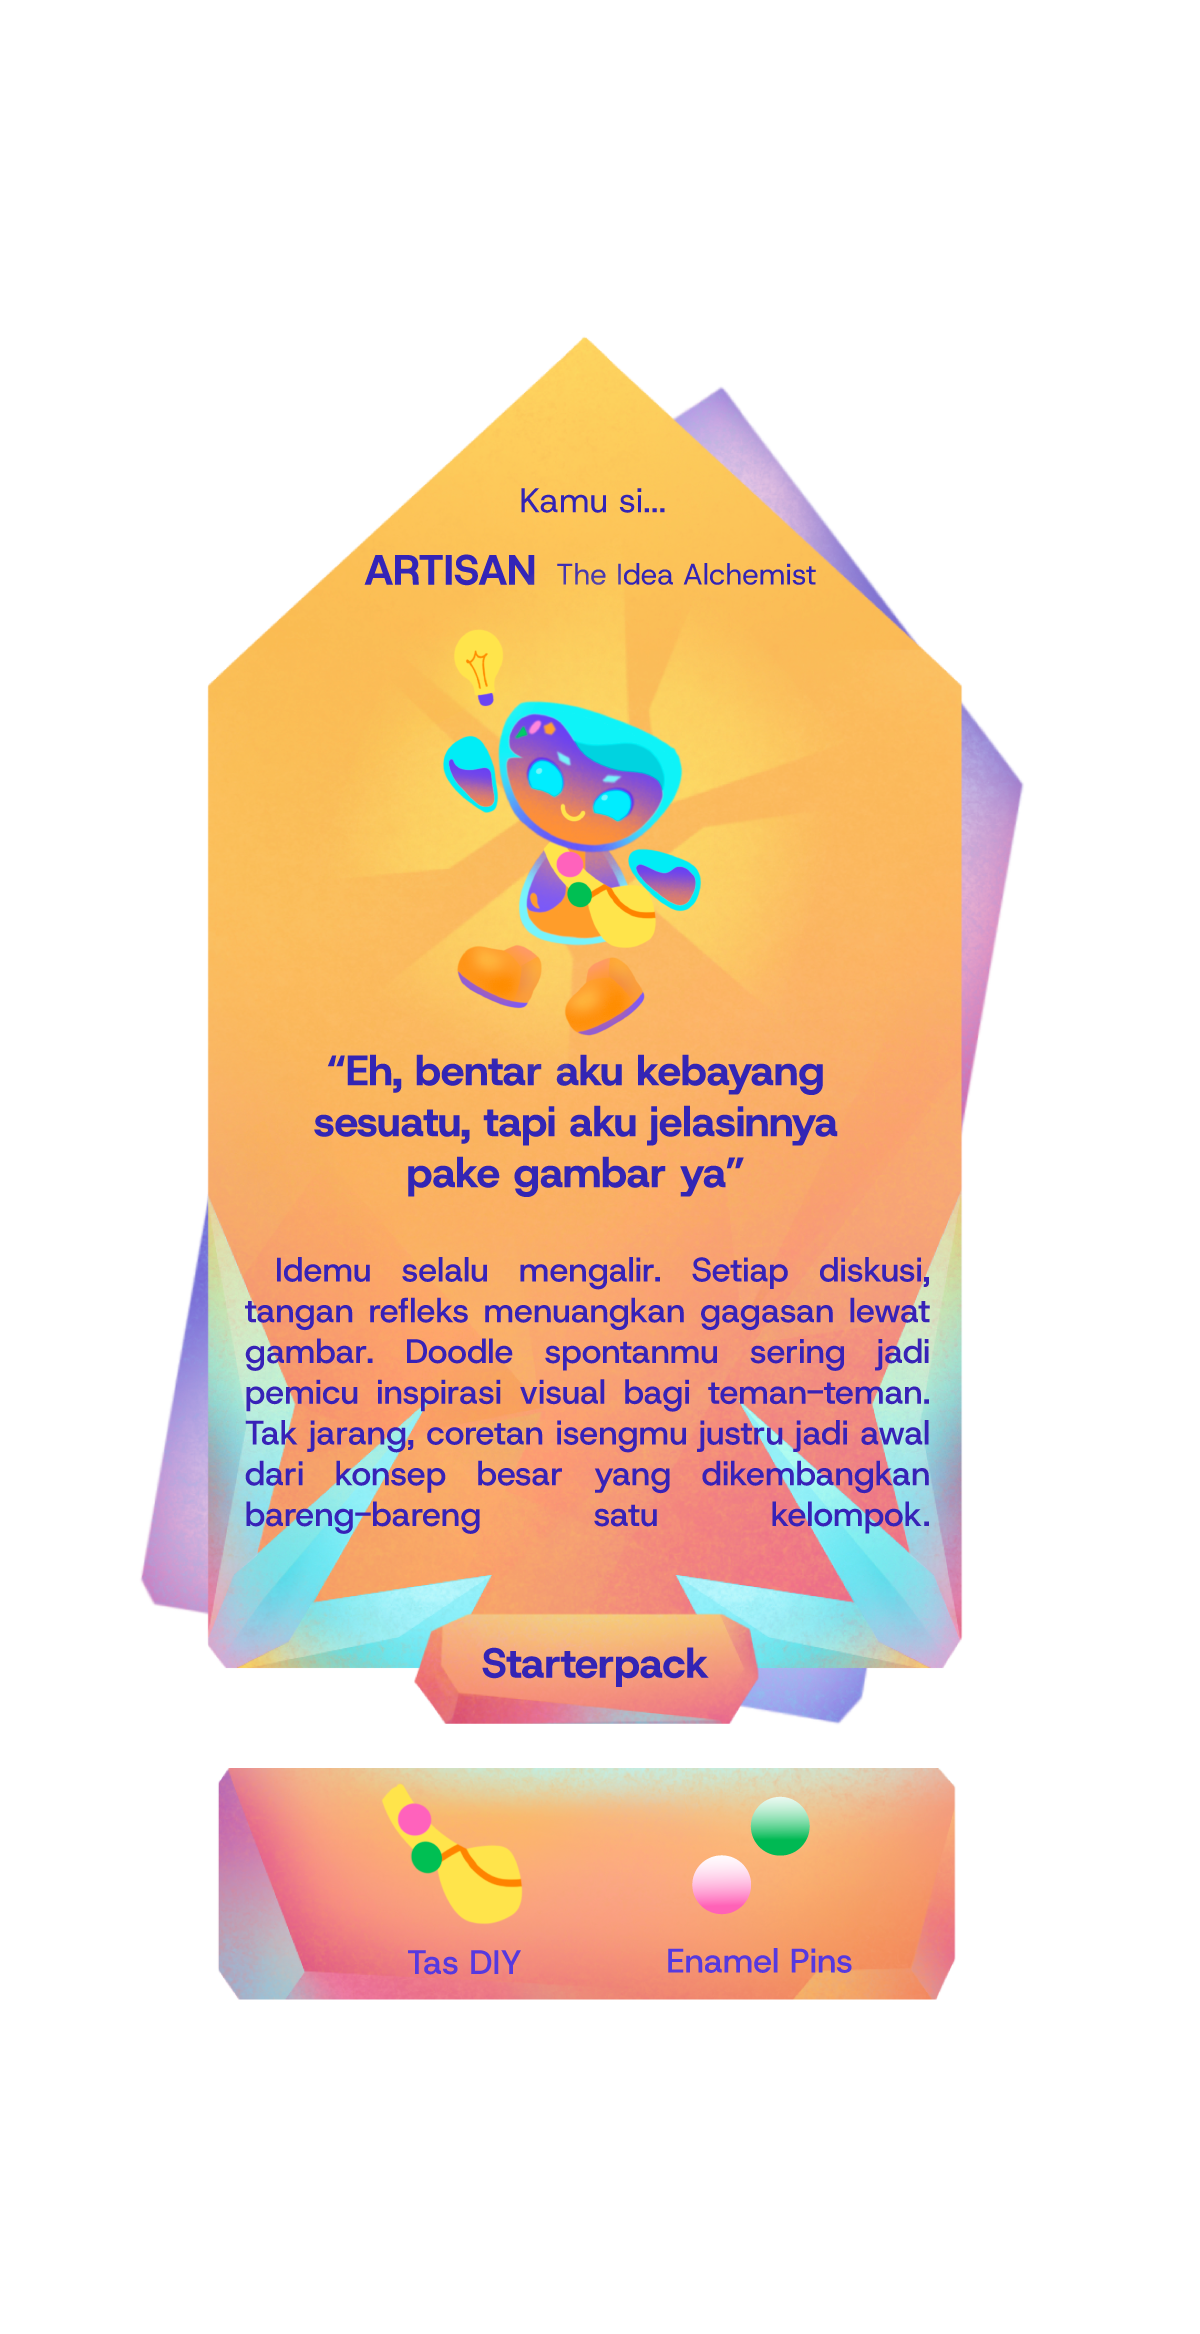 Kamu si...
ARTISAN The Idea Alchemist
“Eh, bentar aku kebayang
sesuatu, tapi aku jelasinnya
pake gambar ya”
Idemu selalu mengalir. Setiap diskusi,
tangan refleks menuangkan gagasan lewat
gambar. Doodle spontanmu sering jadi
pemicu inspirasi visual bagi teman-teman.
Tak jarang, coretan isengmu justru jadi awal
dari konsep besar yang dikembangkan
bareng-bareng satu kelompok.
Starterpack
Tas DIY
Enamel Pins